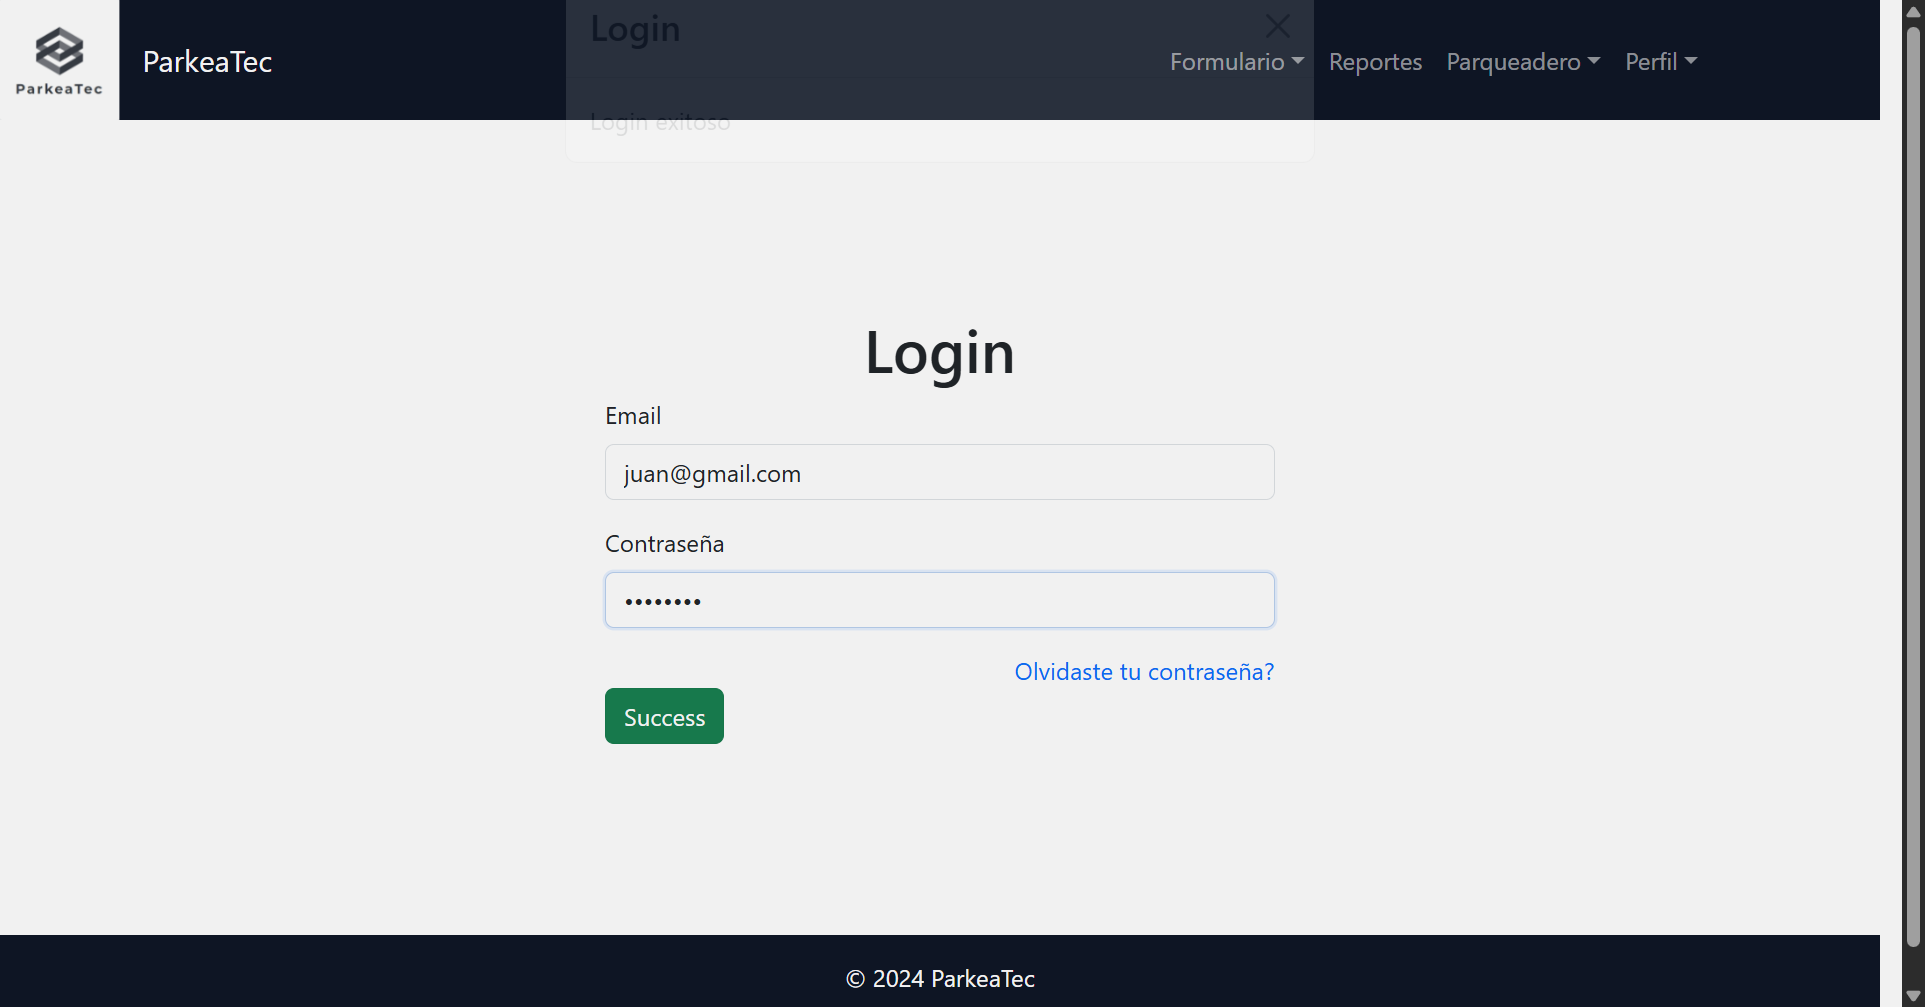 ParkeaTec
ParkeaTec
Login
Formulario
Reportes
Parqueadero
Perfil
Login exitoso
Login
Email
juan@gmail.com
Contraseña
••••••••
Olvidaste tu contraseña?
Success
© 2024 ParkeaTec